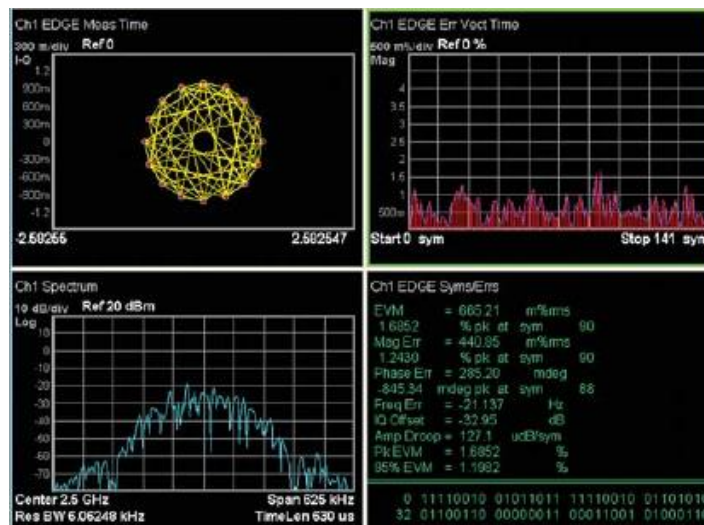 Ch1 EDGE Meas Time
300 m/div Ref 0
I-Q
1.2
900m
600m
300m
0
-300m
-600m
-900m
-1.2
-2.58255 2.582547
Ch1 EDGE Err Vect Time
500 m%/div Ref 0 %
Mag
4.5
4
3.5
3
2.5
2
1.5
1
500m
Start 0 sym Stop 141 sym
Ch1 Spectrum
10 dB/div Ref 20 dBm
Log
10
0
-10
-20
-30
-40
-50
-60
-70
Center 2.5 GHz Span 625 kHz
Res BW 6.06248 kHz TimeLen 630 us
Ch1 EDGE Syms/Errs
EVM = 665.21 m%rms
1.6852 % pk at sym 90
Mag Err = 440.85 m%rms
1.2430 % pk at sym 90
Phase Err = 285.20 mdeg
-845.34 mdeg pk at sym 88
Freq Err = -21.137 Hz
IQ Offset = -32.95 dB
Amp Droop = 127.1 udB/sym
Pk EVM = 1.6852 %
95% EVM = 1.1982 %
0 11110010 01011011 11110010 01101010
32 01100110 00000011 00011001 01000110